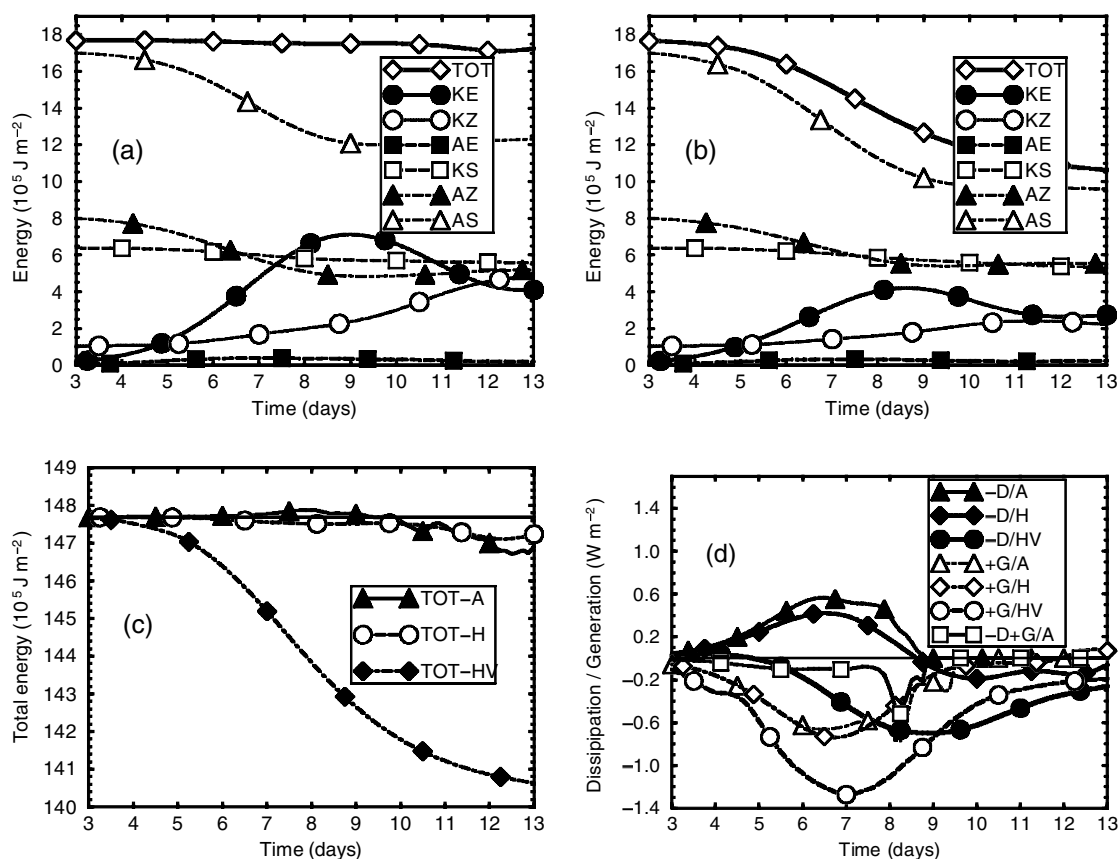 18
16
14
12
10
8
6
4
2
0
Energy (10⁵ J m⁻²)
(a)
TOT
KE
KZ
AE
KS
AZ
AS
3 4 5 6 7 8 9 10 11 12 13
Time (days)
18
16
14
12
10
8
6
4
2
0
Energy (10⁵ J m⁻²)
(b)
TOT
KE
KZ
AE
KS
AZ
AS
3 4 5 6 7 8 9 10 11 12 13
Time (days)
149
148
147
146
145
144
143
142
141
140
Total energy (10⁵ J m⁻²)
(c)
TOT−A
TOT−H
TOT−HV
3 4 5 6 7 8 9 10 11 12 13
Time (days)
1.4
1.0
0.6
0.2
−0.2
−0.6
−1.0
−1.4
Dissipipation / Generation (W m⁻²)
(d)
−D/A
−D/H
−D/HV
+G/A
+G/H
+G/HV
−D+G/A
3 4 5 6 7 8 9 10 11 12 13
Time (days)